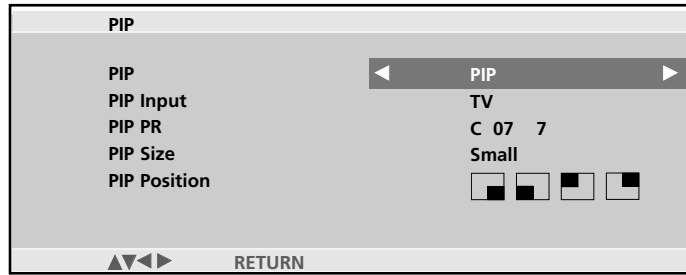 PIP
PIP PIP
PIP Input TV
PIP PR C 07 7
PIP Size Small
PIP Position
RETURN